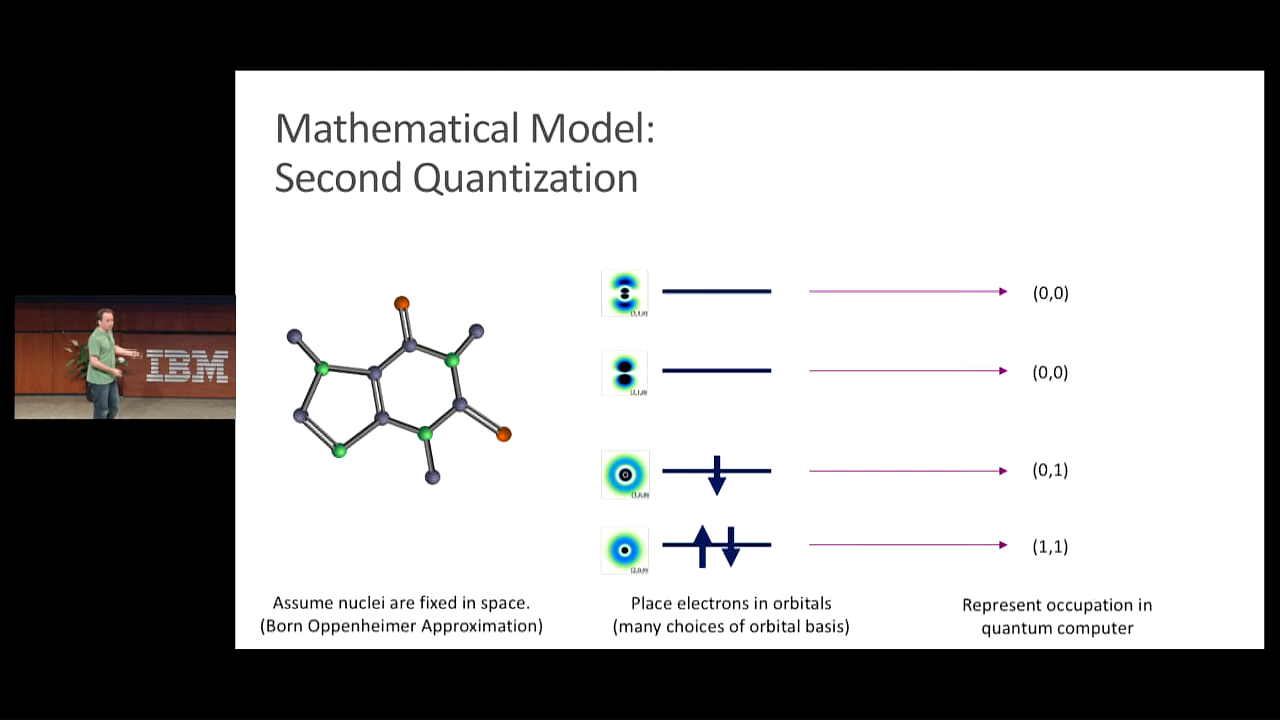 Mathematical Model:
Second Quantization
IBM
(0,0)
(0,0)
(0,1)
(1,1)
Assume nuclei are fixed in space.
(Born Oppenheimer Approximation)
Place electrons in orbitals
(many choices of orbital basis)
Represent occupation in
quantum computer